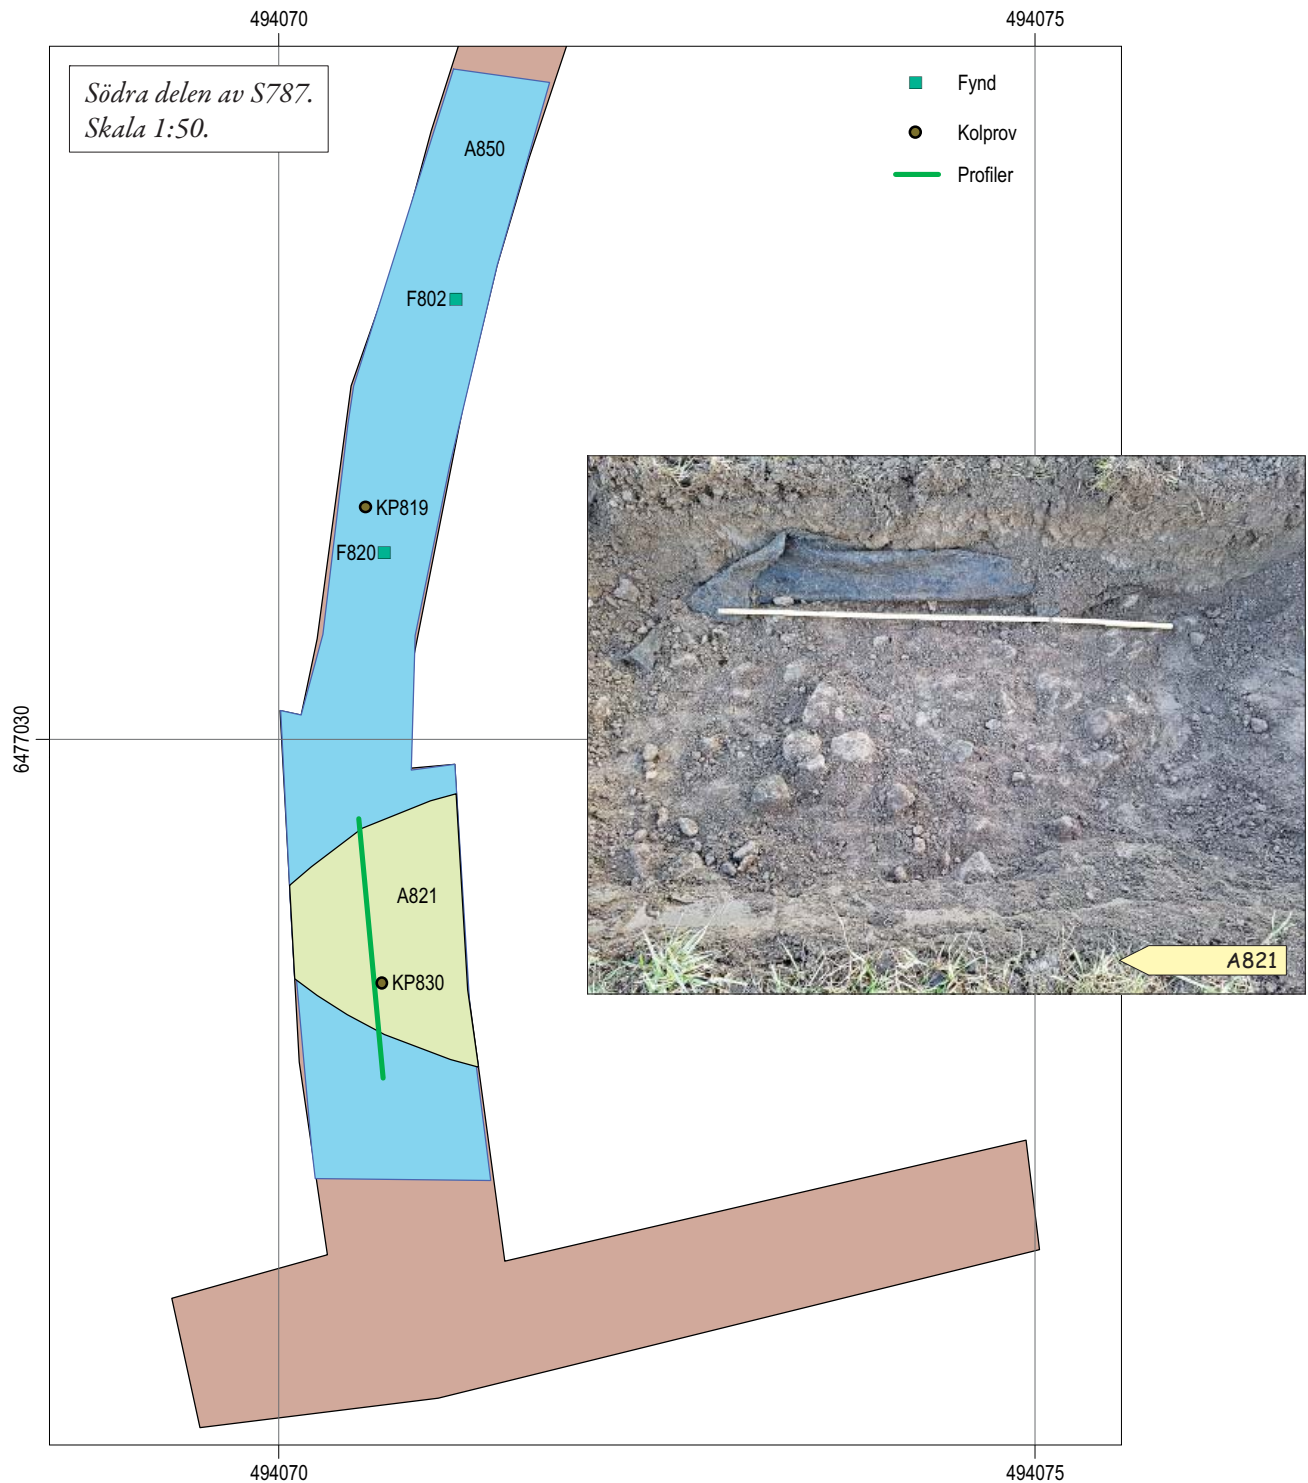 494070
494075
Södra delen av S787.
Skala 1:50.
Fynd
Kolprov
Profiler
A850
F802
KP819
F820
6477030
A821
KP830
A821
494070
494075